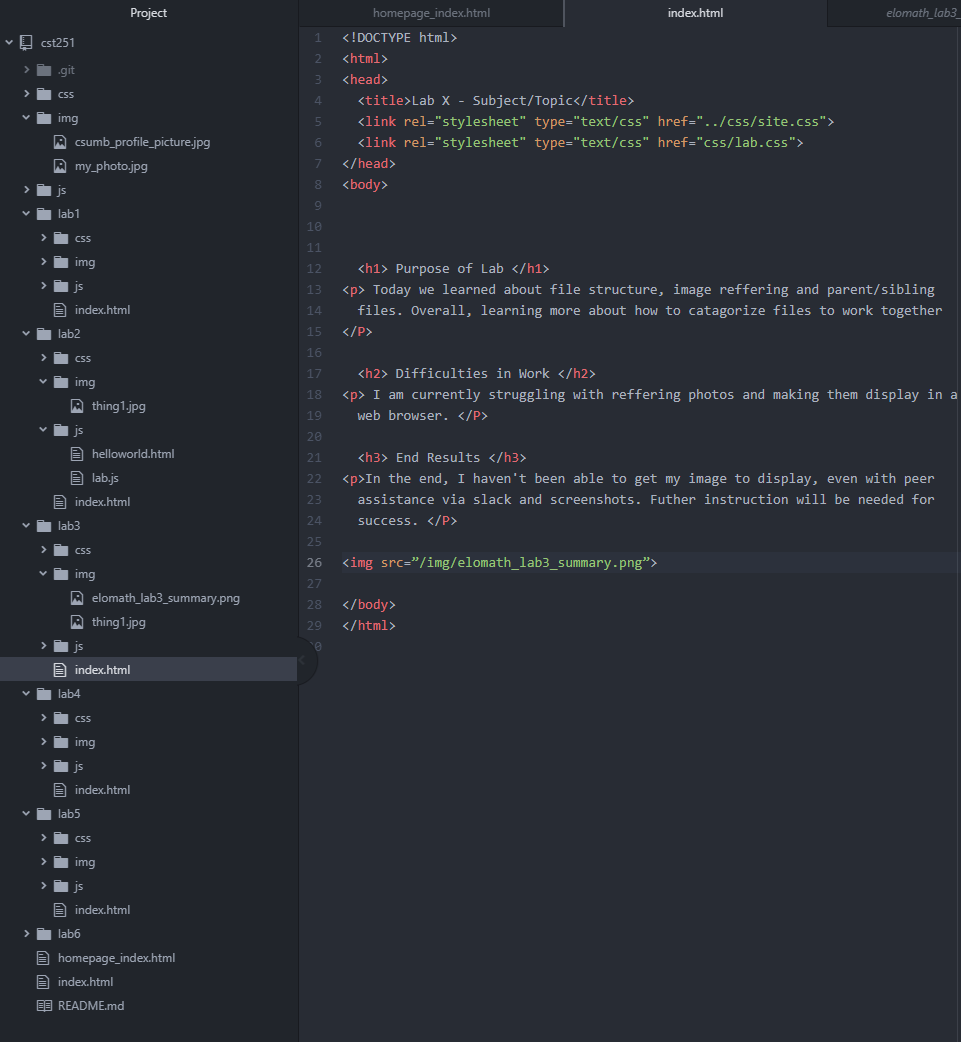 Project
cst251
.git
css
img
csumb_profile_picture.jpg
my_photo.jpg
js
lab1
css
img
js
index.html
lab2
css
img
thing1.jpg
js
helloworld.html
lab.js
index.html
lab3
css
img
elomath_lab3_summary.png
thing1.jpg
js
index.html
lab4
css
img
js
index.html
lab5
css
img
js
index.html
lab6
homepage_index.html
index.html
README.md
homepage_index.html index.html elomath_lab3_
1 <!DOCTYPE html>
2 <html>
3 <head>
4 <title>Lab X - Subject/Topic</title>
5 <link rel="stylesheet" type="text/css" href="../css/site.css">
6 <link rel="stylesheet" type="text/css" href="css/lab.css">
7 </head>
8 <body>
9
10
11
12 <h1> Purpose of Lab </h1>
13 <p> Today we learned about file structure, image reffering and parent/sibling
14 files. Overall, learning more about how to catagorize files to work together
15 </P>
16
17 <h2> Difficulties in Work </h2>
18 <p> I am currently struggling with reffering photos and making them display in a
19 web browser. </P>
20
21 <h3> End Results </h3>
22 <p>In the end, I haven't been able to get my image to display, even with peer
23 assistance via slack and screenshots. Futher instruction will be needed for
24 success. </P>
25
26 <img src=”/img/elomath_lab3_summary.png”>
27
28 </body>
29 </html>